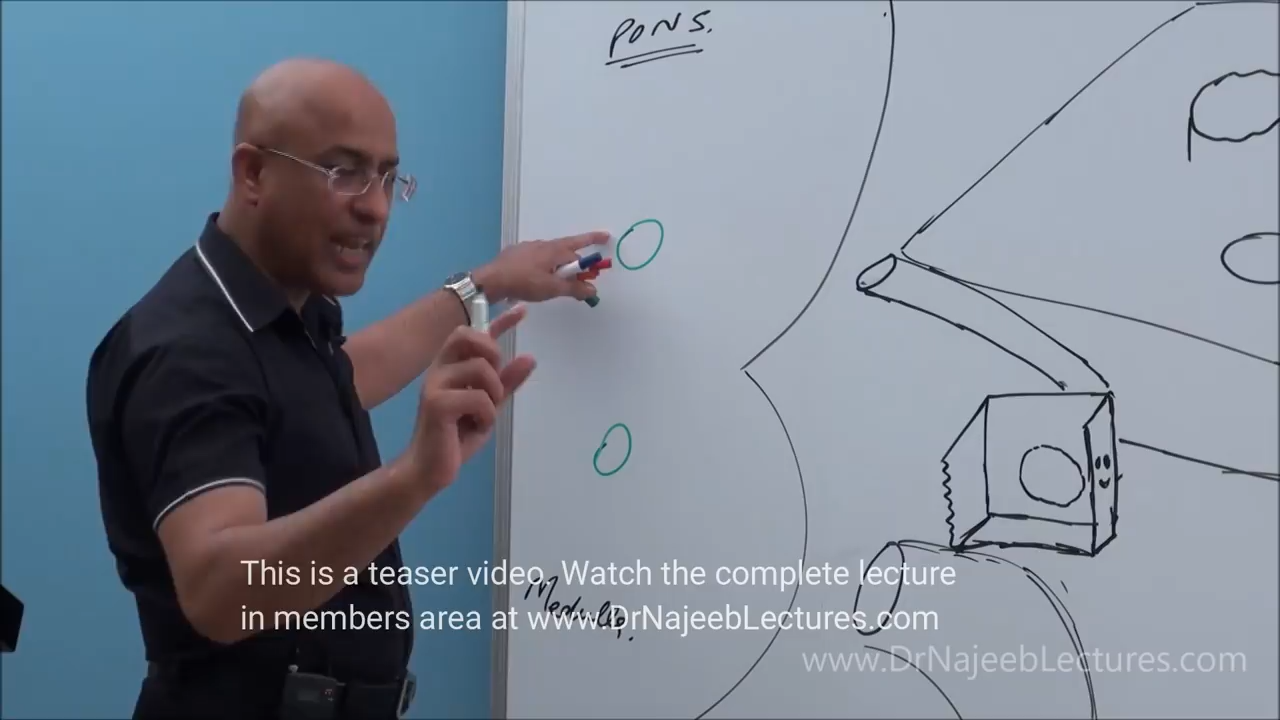 PONS.
This is a teaser video. Watch the complete lecture
in members area at www.DrNajeebLectures.com
Medulla.
www.DrNajeebLectures.com